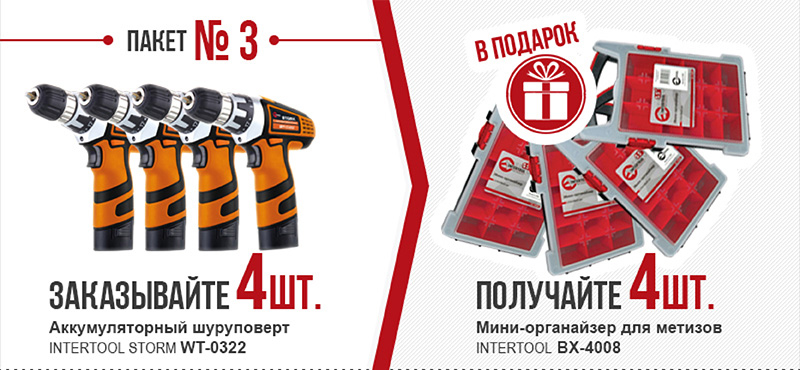 ПАКЕТ № 3
ЗАКАЗЫВАЙТЕ 4ШТ.
Аккумуляторный шуруповерт
INTERTOOL STORM WT-0322
В ПОДАРОК
ПОЛУЧАЙТЕ 4ШТ.
Мини-органайзер для метизов
INTERTOOL BX-4008